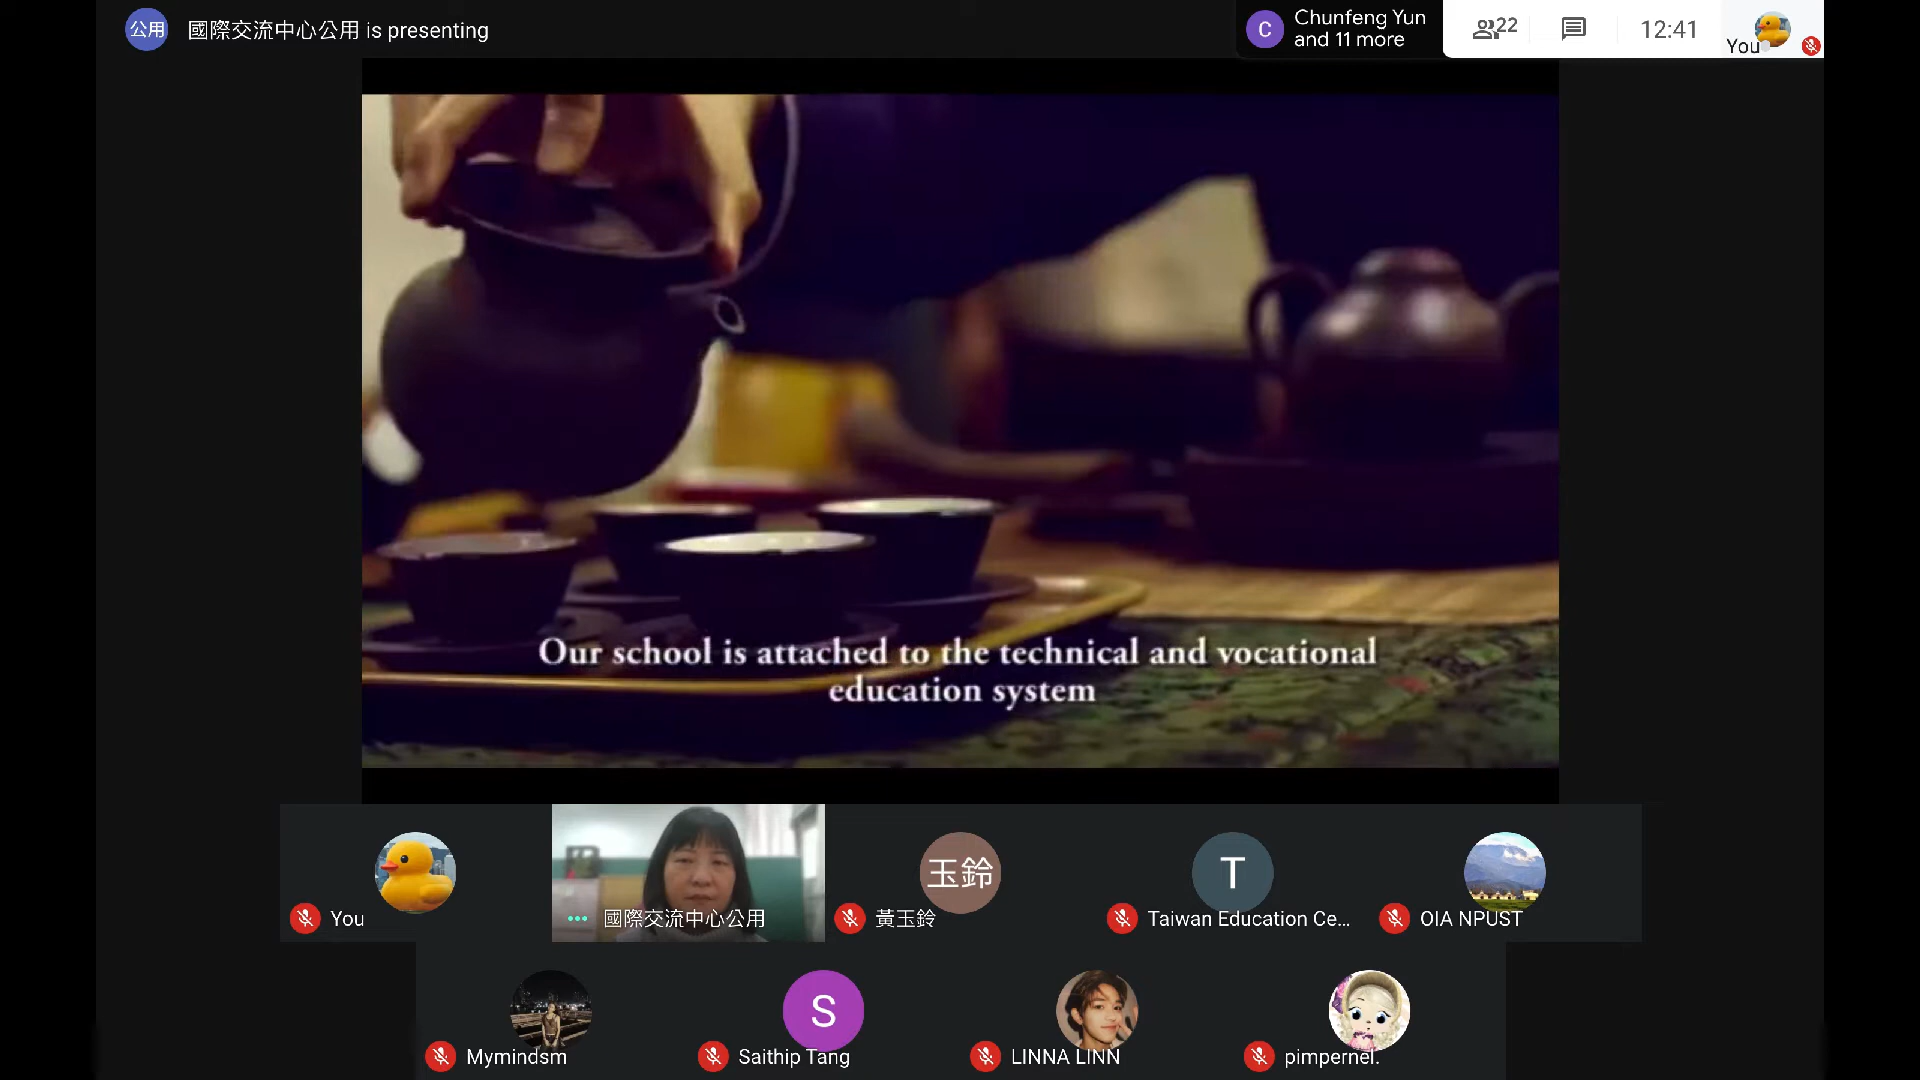 公用
國際交流中心公用 is presenting
C
Chunfeng Yun
and 11 more
22
12:41
You
Our school is attached to the technical and vocational
education system
You
國際交流中心公用
玉鈴
黃玉鈴
T
Taiwan Education Ce...
OIA NPUST
Mymindsm
S
Saithip Tang
LINNA LINN
pimpernel.